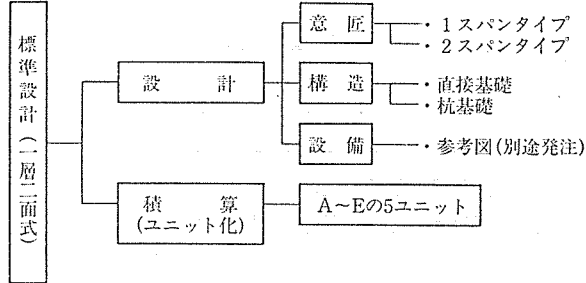 標準設計(一層二面式)
設計
意匠
・1スパンタイプ
・2スパンタイプ
構造
・直接基礎
・杭基礎
設備
・参考図(別途発注)
積算
(ユニット化)
A～Eの5ユニット